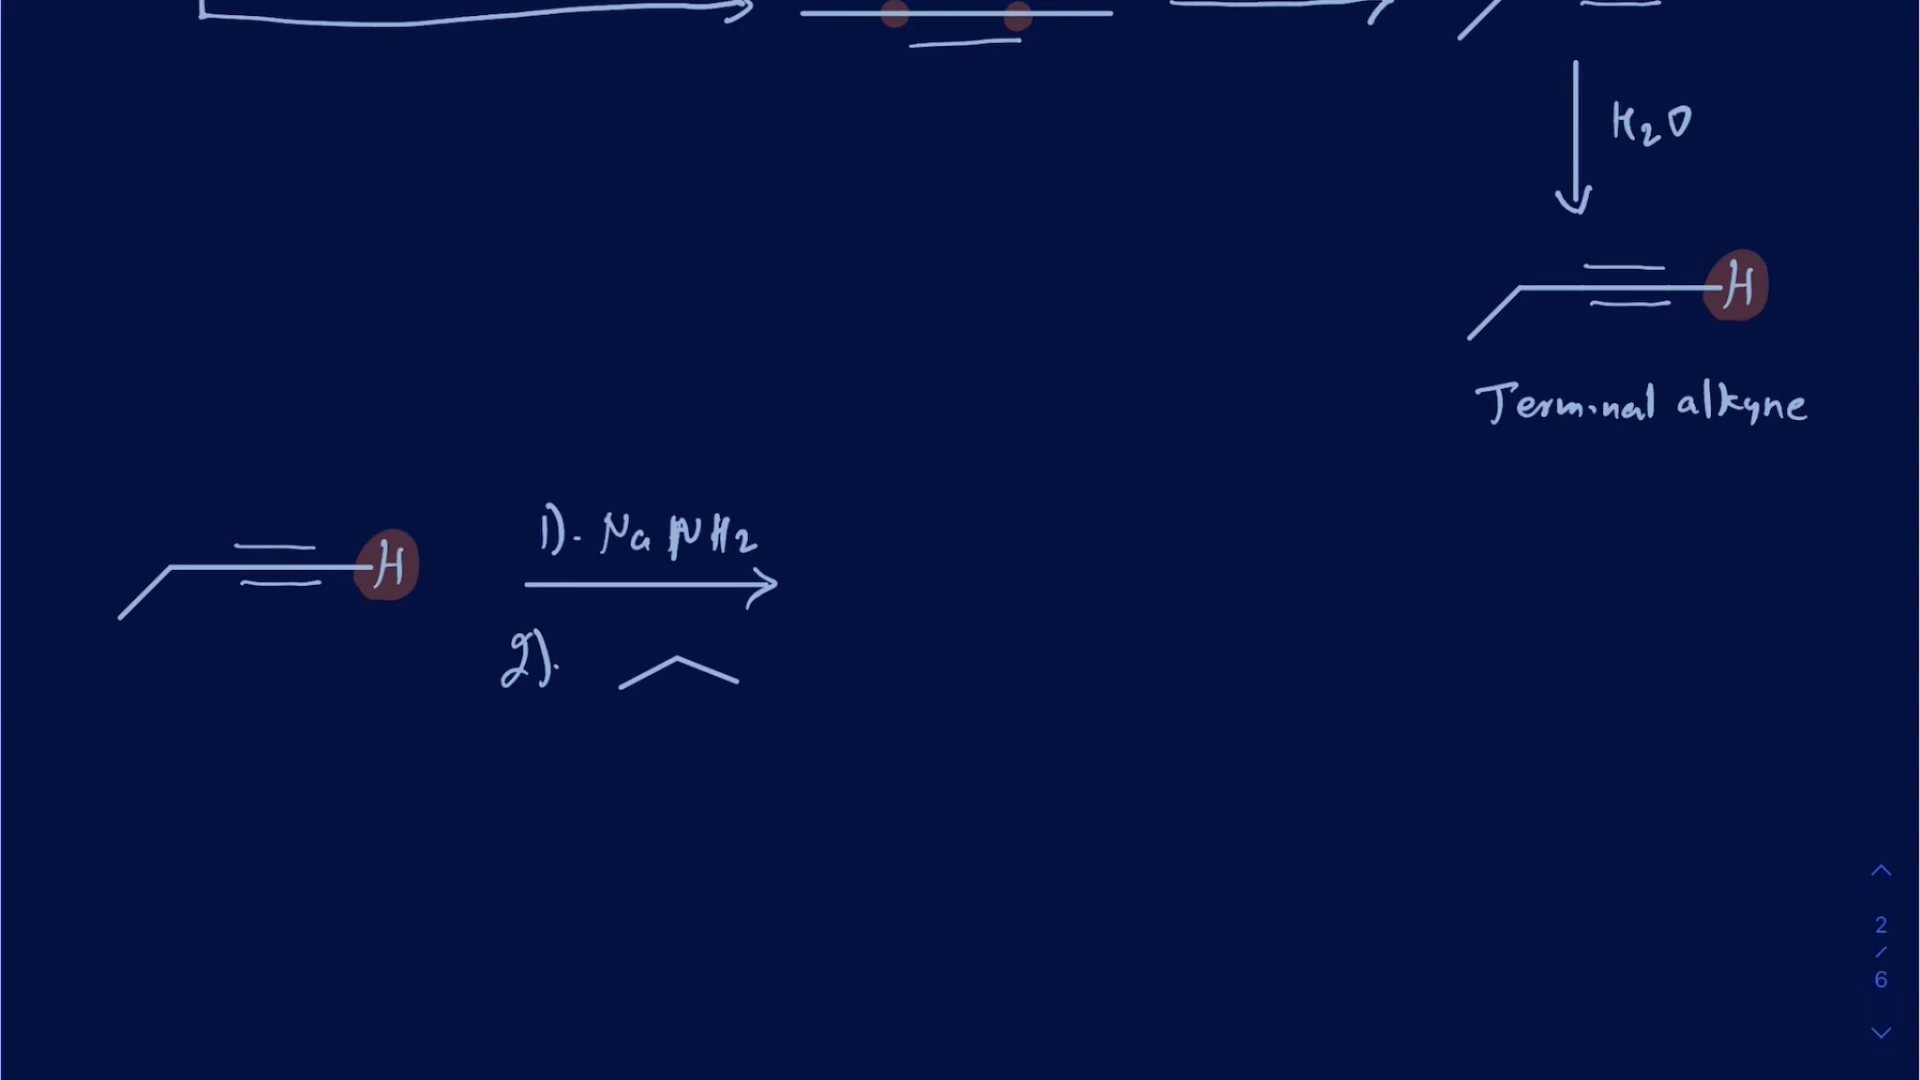 H2O
H
Terminal alkyne
1). NaNH2
H
2).
2
/
6